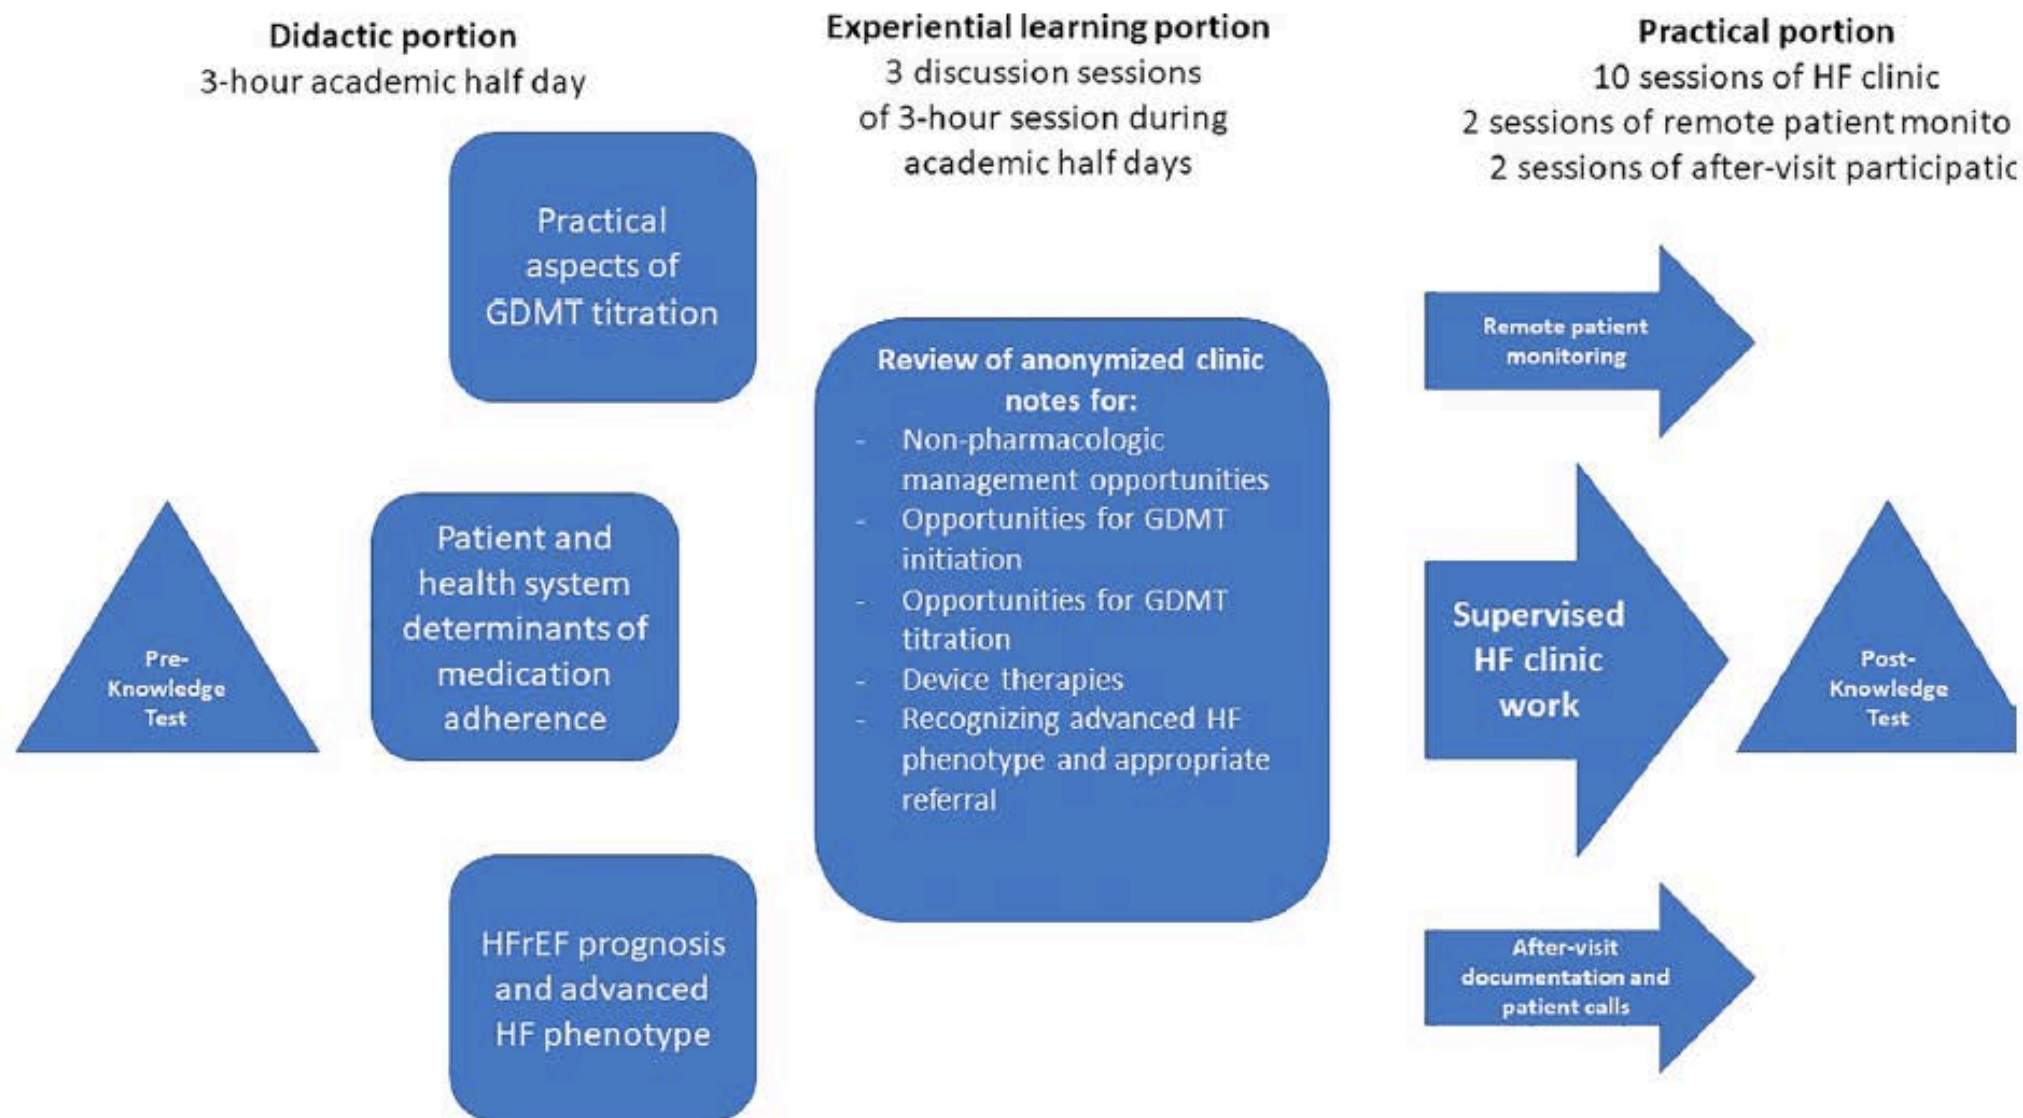 Didactic portion
3-hour academic half day
Practical
aspects of
GDMT titration
Pre-
Knowledge
Test
Patient and
health system
determinants of
medication
adherence
HFrEF prognosis
and advanced
HF phenotype
Experiential learning portion
3 discussion sessions
of 3-hour session during
academic half days
Review of anonymized clinic
notes for:
- Non-pharmacologic
management opportunities
- Opportunities for GDMT
initiation
- Opportunities for GDMT
titration
- Device therapies
- Recognizing advanced HF
phenotype and appropriate
referral
Practical portion
10 sessions of HF clinic
2 sessions of remote patient monito
2 sessions of after-visit participatic
Remote patient
monitoring
Supervised
HF clinic
work
After-visit
documentation and
patient calls
Post-
Knowledge
Test